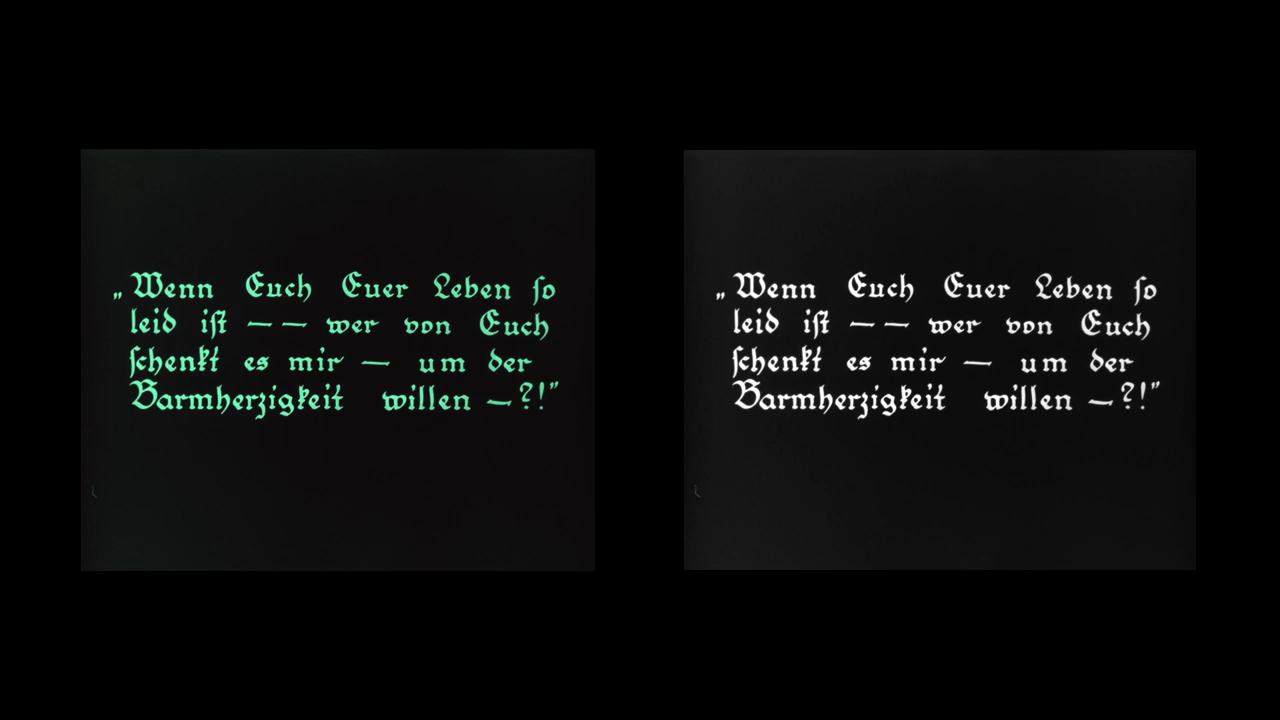 „Wenn Euch Euer Leben ſo
leid iſt — — wer von Euch
ſchenkt es mir — um der
Barmherzigkeit willen — ?!"
„Wenn Euch Euer Leben ſo
leid iſt — — wer von Euch
ſchenkt es mir — um der
Barmherzigkeit willen — ?!"